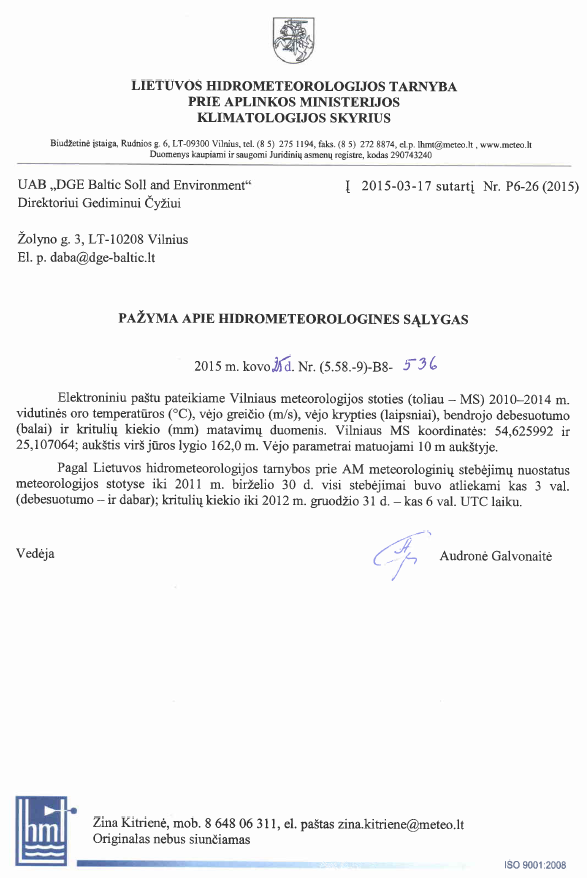 LIETUVOS HIDROMETEOROLOGIJOS TARNYBA
PRIE APLINKOS MINISTERIJOS
KLIMATOLOGIJOS SKYRIUS
Biudžetinė įstaiga, Rudnios g. 6, LT-09300 Vilnius, tel. (8 5) 275 1194, faks. (8 5) 272 8874, el.p. lhmt@meteo.lt , www.meteo.lt
Duomenys kaupiami ir saugomi Juridinių asmenų registre, kodas 290743240
UAB „DGE Baltic Soll and Environment“ Į 2015-03-17 sutartį Nr. P6-26 (2015)
Direktoriui Gediminui Čyžiui
Žolyno g. 3, LT-10208 Vilnius
El. p. daba@dge-baltic.lt
PAŽYMA APIE HIDROMETEOROLOGINES SĄLYGAS
2015 m. kovo d. Nr. (5.58.-9)-B8- 536
Elektroniniu paštu pateikiame Vilniaus meteorologijos stoties (toliau – MS) 2010–2014 m.
vidutinės oro temperatūros (°C), vėjo greičio (m/s), vėjo krypties (laipsniai), bendrojo debesuotumo
(balai) ir kritulių kiekio (mm) matavimų duomenis. Vilniaus MS koordinatės: 54,625992 ir
25,107064; aukštis virš jūros lygio 162,0 m. Vėjo parametrai matuojami 10 m aukštyje.
Pagal Lietuvos hidrometeorologijos tarnybos prie AM meteorologinių stebėjimų nuostatus
meteorologijos stotyse iki 2011 m. birželio 30 d. visi stebėjimai buvo atliekami kas 3 val.
(debesuotumo – ir dabar); kritulių kiekio iki 2012 m. gruodžio 31 d. – kas 6 val. UTC laiku.
Vedėja Audronė Galvonaitė
hml
Zina Kitrienė, mob. 8 648 06 311, el. paštas zina.kitriene@meteo.lt
Originalas nebus siunčiamas
ISO 9001:2008